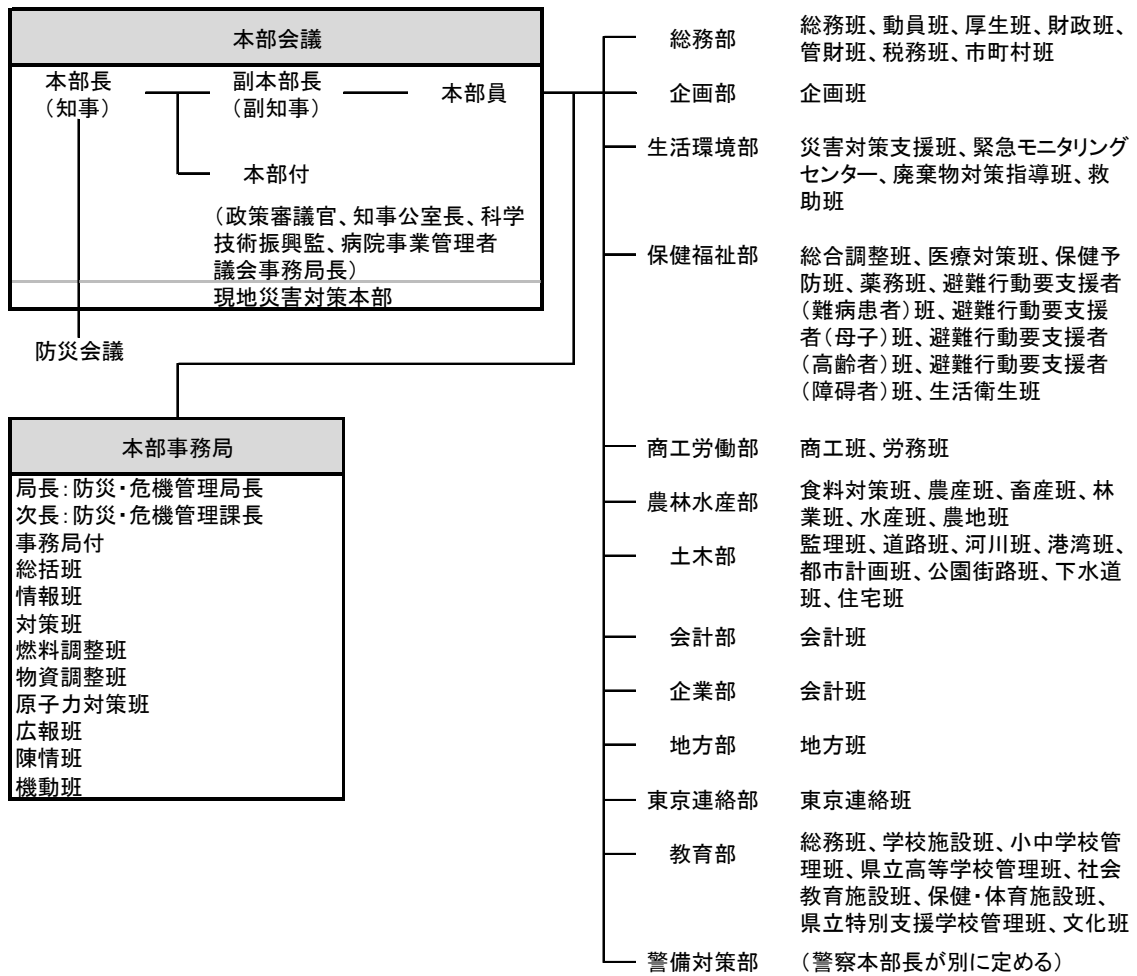 本部会議
本部長
（知事）
副本部長
（副知事）
本部員
本部付
（政策審議官、知事公室長、科学
技術振興監、病院事業管理者
議会事務局長）
現地災害対策本部
防災会議
本部事務局
局長：防災・危機管理局長
次長：防災・危機管理課長
事務局付
総括班
情報班
対策班
燃料調整班
物資調整班
原子力対策班
広報班
陳情班
機動班
総務部
総務班、動員班、厚生班、財政班、
管財班、税務班、市町村班
企画部
企画班
生活環境部
災害対策支援班、緊急モニタリング
センター、廃棄物対策指導班、救
助班
保健福祉部
総合調整班、医療対策班、保健予
防班、薬務班、避難行動要支援者
（難病患者）班、避難行動要支援
者（母子）班、避難行動要支援者
（高齢者）班、避難行動要支援者
（障碍者）班、生活衛生班
商工労働部
商工班、労務班
農林水産部
食料対策班、農産班、畜産班、林
業班、水産班、農地班
土木部
監理班、道路班、河川班、港湾班、
都市計画班、公園街路班、下水道
班、住宅班
会計部
会計班
企業部
会計班
地方部
地方班
東京連絡部
東京連絡班
教育部
総務班、学校施設班、小中学校管
理班、県立高等学校管理班、社会
教育施設班、保健・体育施設班、
県立特別支援学校管理班、文化班
警備対策部
（警察本部長が別に定める）